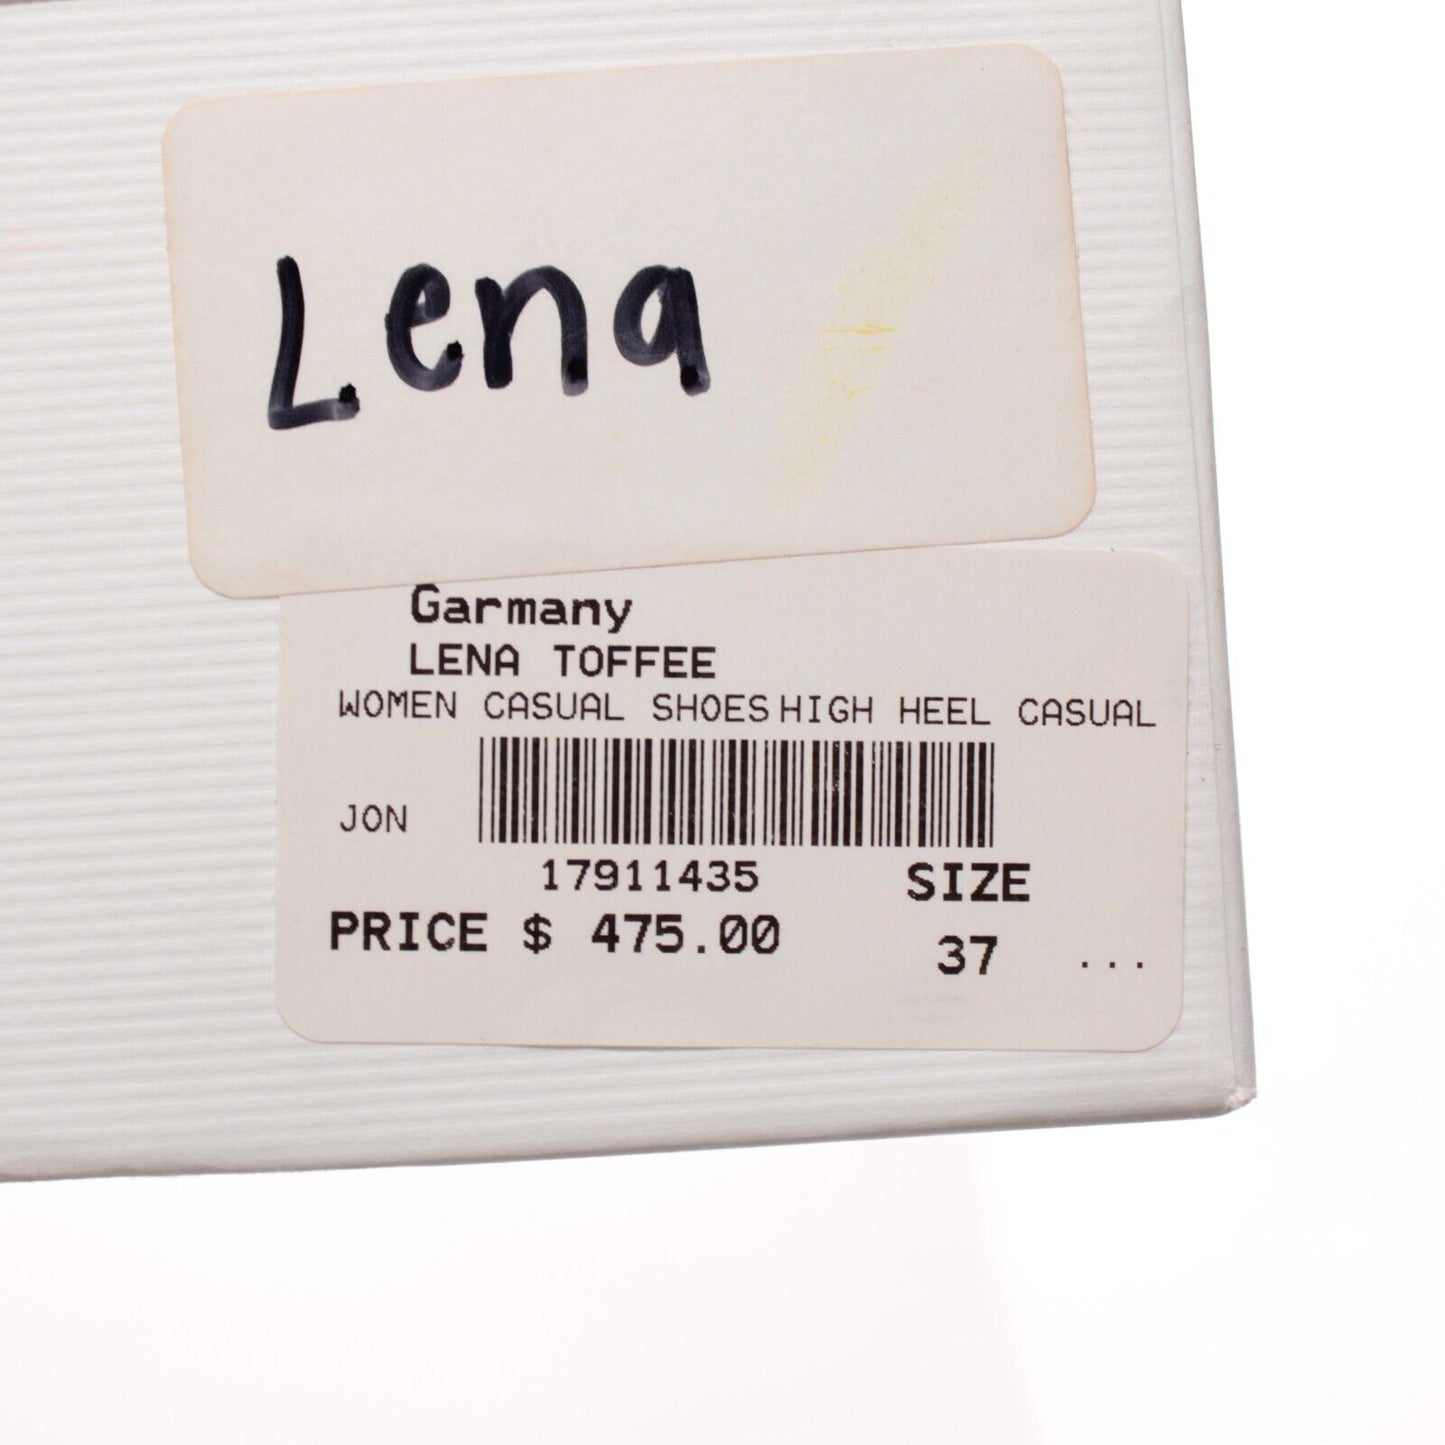 Lena
Garmany
LENA TOFFEE
WOMEN CASUAL SHOES HIGH HEEL CASUAL
JON
17911435
SIZE
PRICE $ 475.00
37 ...